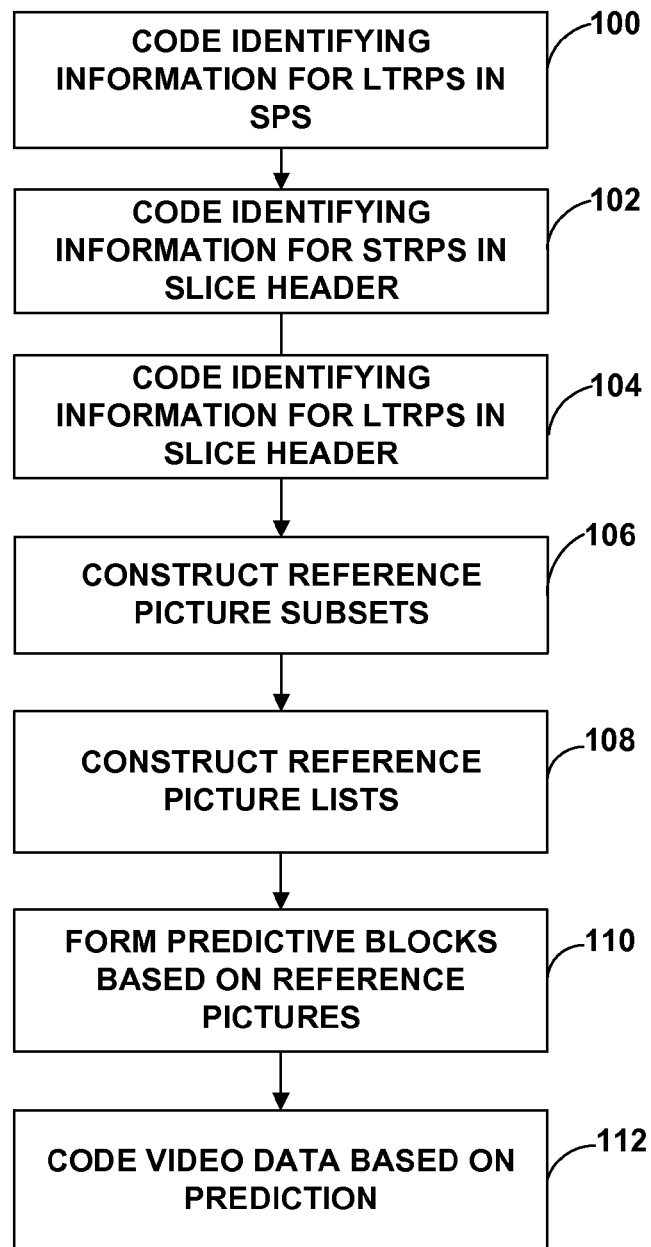 CODE IDENTIFYING
INFORMATION FOR LTRPS IN
SPS
100
CODE IDENTIFYING
INFORMATION FOR STRPS IN
SLICE HEADER
102
CODE IDENTIFYING
INFORMATION FOR LTRPS IN
SLICE HEADER
104
CONSTRUCT REFERENCE
PICTURE SUBSETS
106
CONSTRUCT REFERENCE
PICTURE LISTS
108
FORM PREDICTIVE BLOCKS
BASED ON REFERENCE
PICTURES
110
CODE VIDEO DATA BASED ON
PREDICTION
112